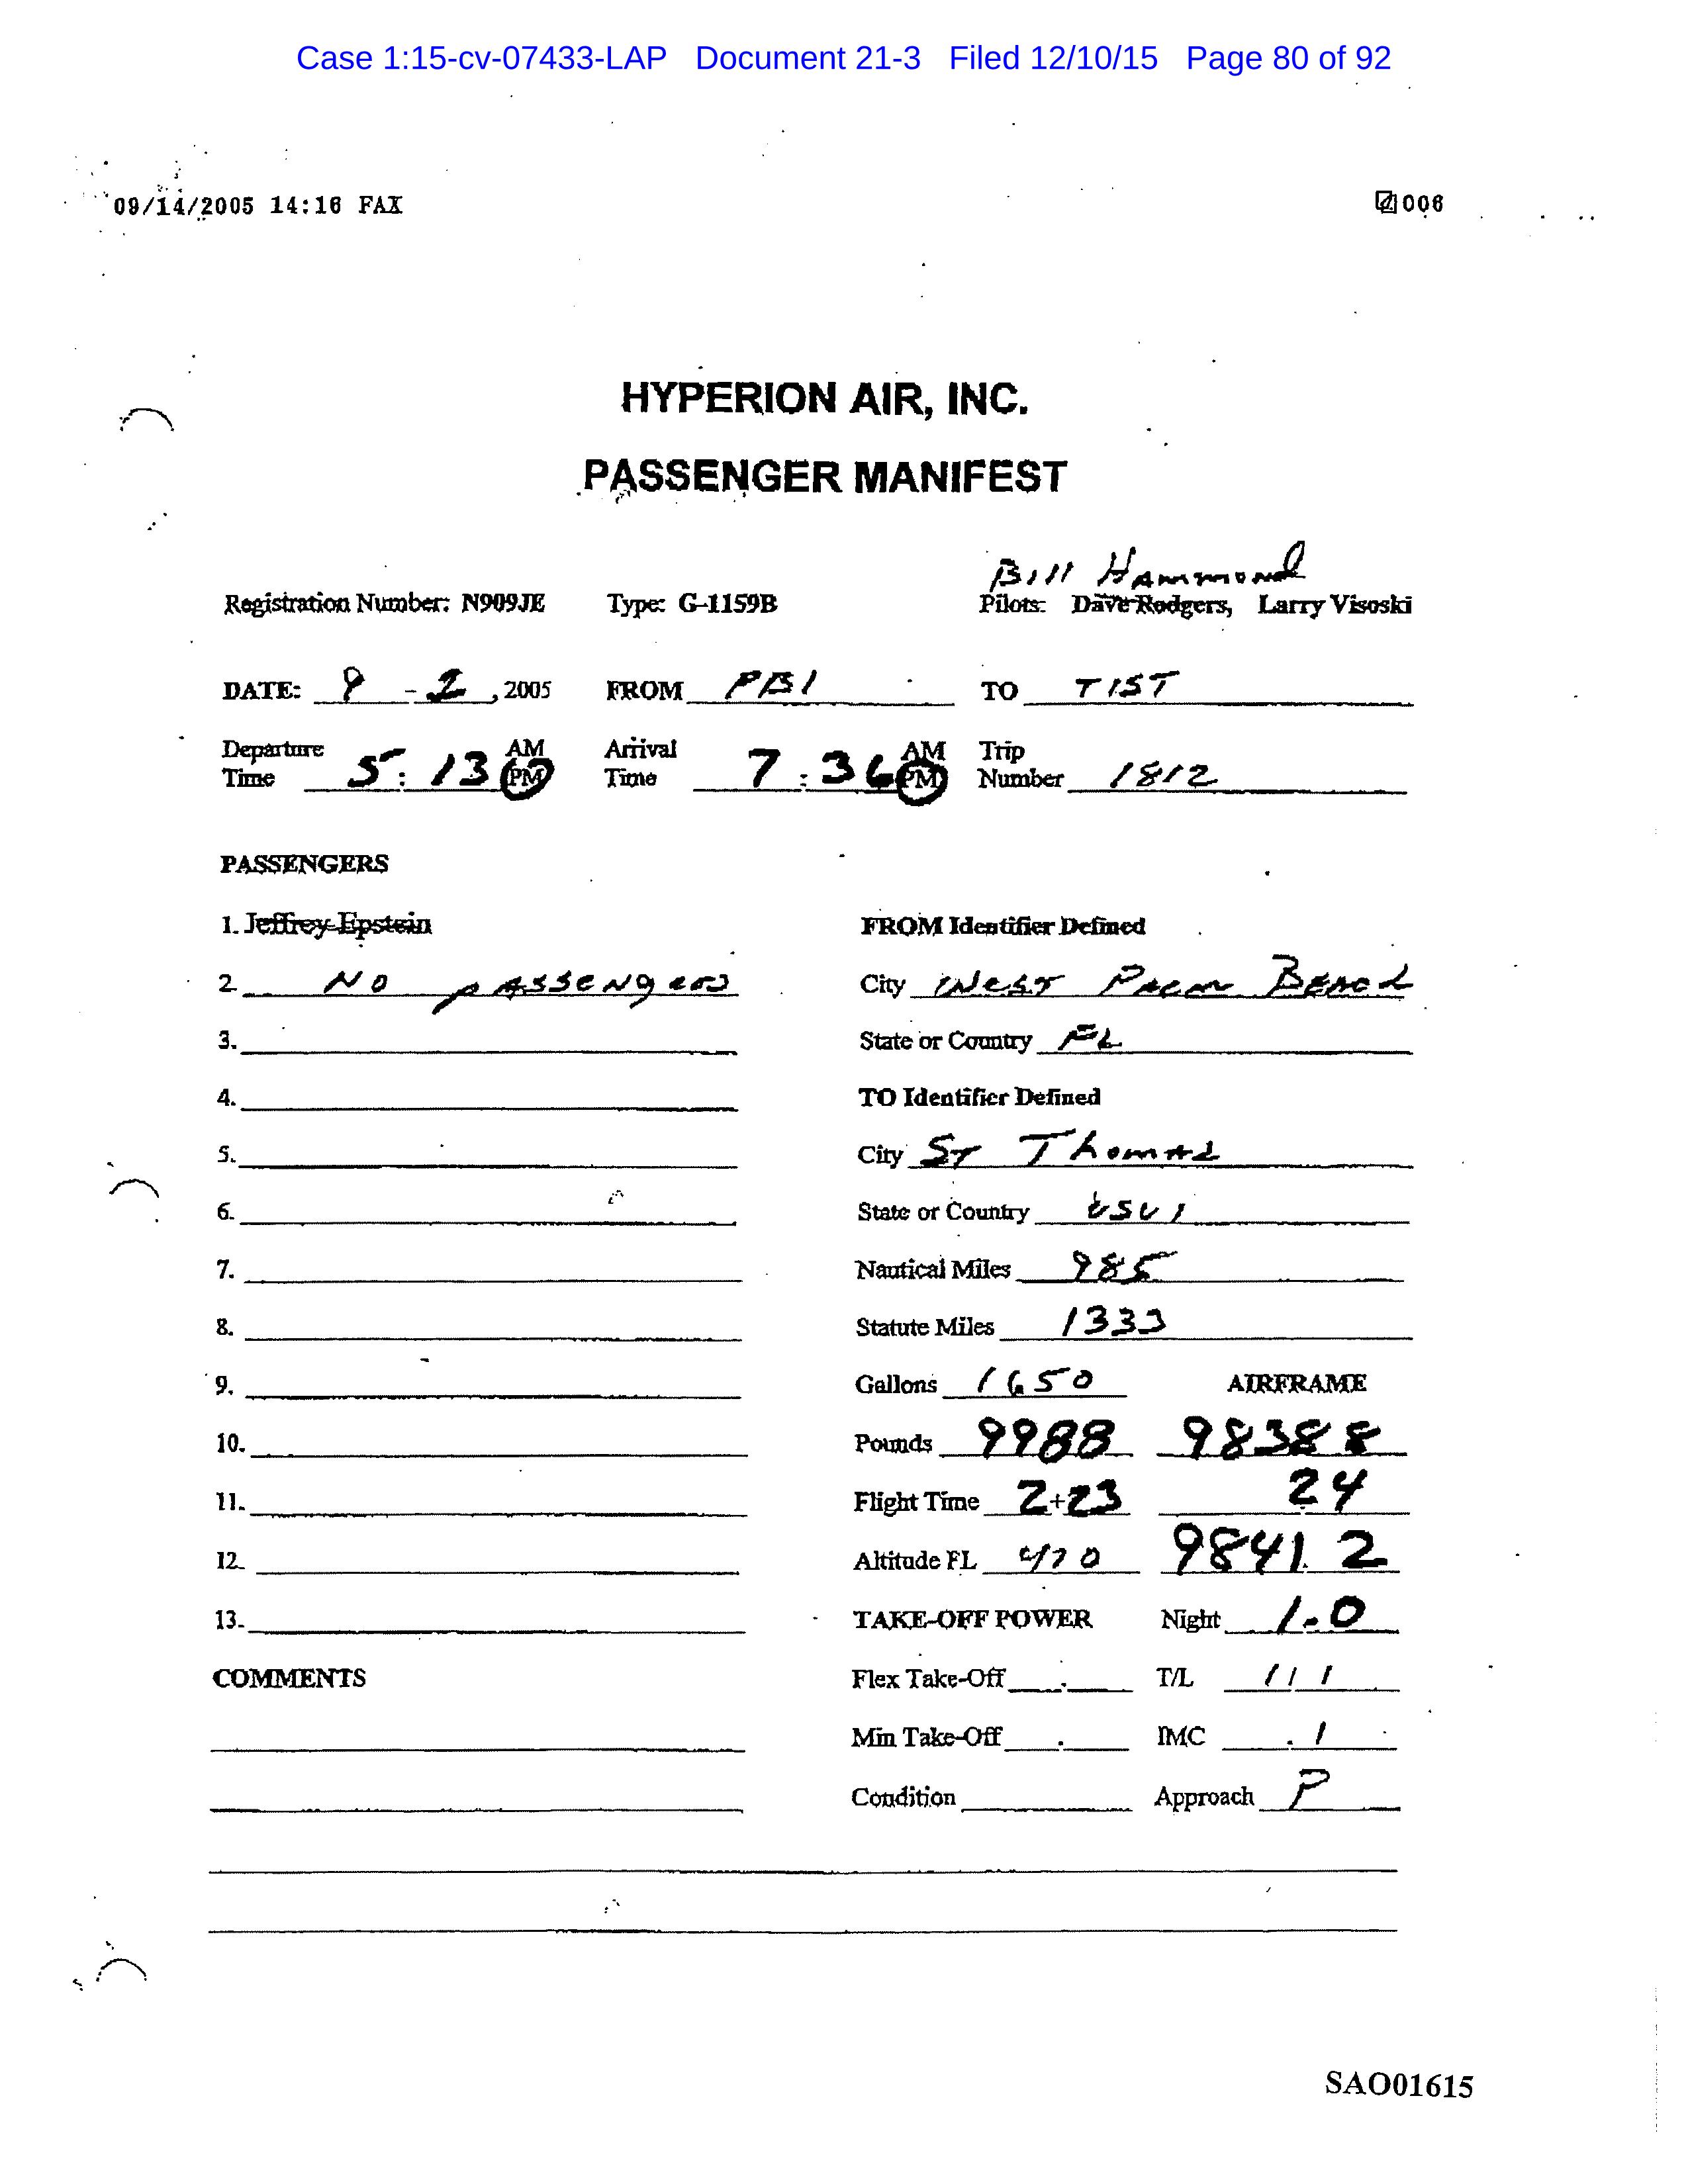 Case 1:15-cv-07433-LAP Document 21-3 Filed 12/10/15 Page 80 of 92
09/14/2005 14:16 FAX 006
HYPERION AIR, INC.
PASSENGER MANIFEST
Bill Hammond
Registration Number: N909JE Type: G-1159B Pilots: Dave Rodgers, Larry Visoski
DATE: 9 - 2, 2005 FROM PBI TO TIST
Departure Time 5:13 AM PM Arrival Time 7:36 AM PM Trip Number 1812
PASSENGERS
1. Jeffrey Epstein FROM Identifier Defined
2. NO PASSENgers City West Palm Beach
3. State or Country FL
4. TO Identifier Defined
5. City ST Thomas
6. State or Country USVI
7. Nautical Miles 985
8. Statute Miles 1333
9. Gallons 1650 AIRFRAME
10. Pounds 9988 98388
11. Flight Time 2+23 24
12. Altitude FL 470 98412
13. TAKE-OFF POWER Night 1.0
COMMENTS Flex Take-Off . T/L 1/1
Min Take-Off . IMC .1
Condition Approach P
SAO01615